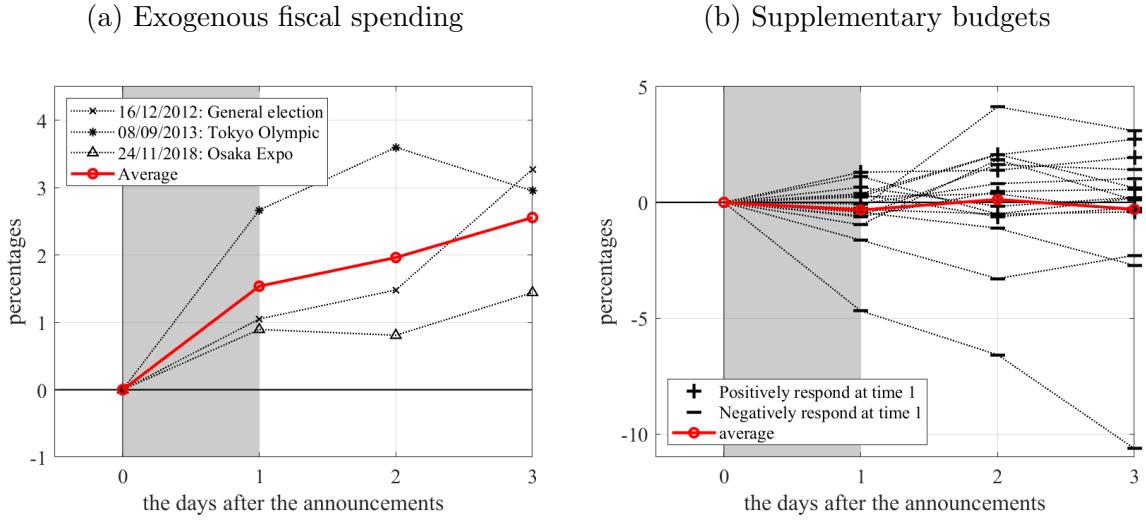 (a) Exogenous fiscal spending
4
3
2
1
0
-1
percentages
16/12/2012: General election
08/09/2013: Tokyo Olympic
24/11/2018: Osaka Expo
Average
0 1 2 3
the days after the announcements
(b) Supplementary budgets
5
0
-5
-10
percentages
Positively respond at time 1
Negatively respond at time 1
average
0 1 2 3
the days after the announcements